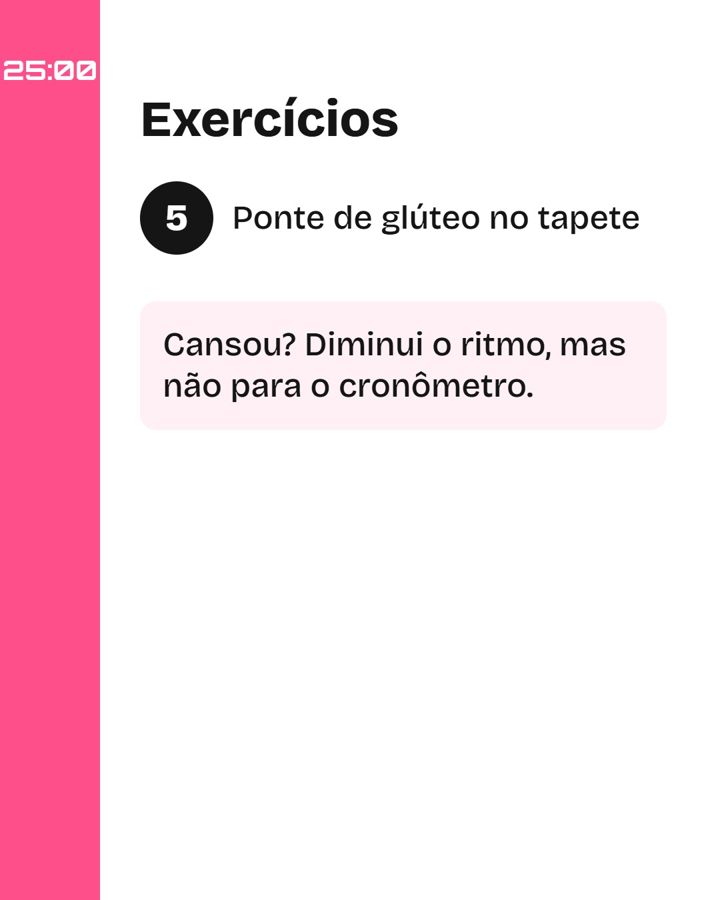 25:00
Exercícios
5 Ponte de glúteo no tapete
Cansou? Diminui o ritmo, mas
não para o cronômetro.